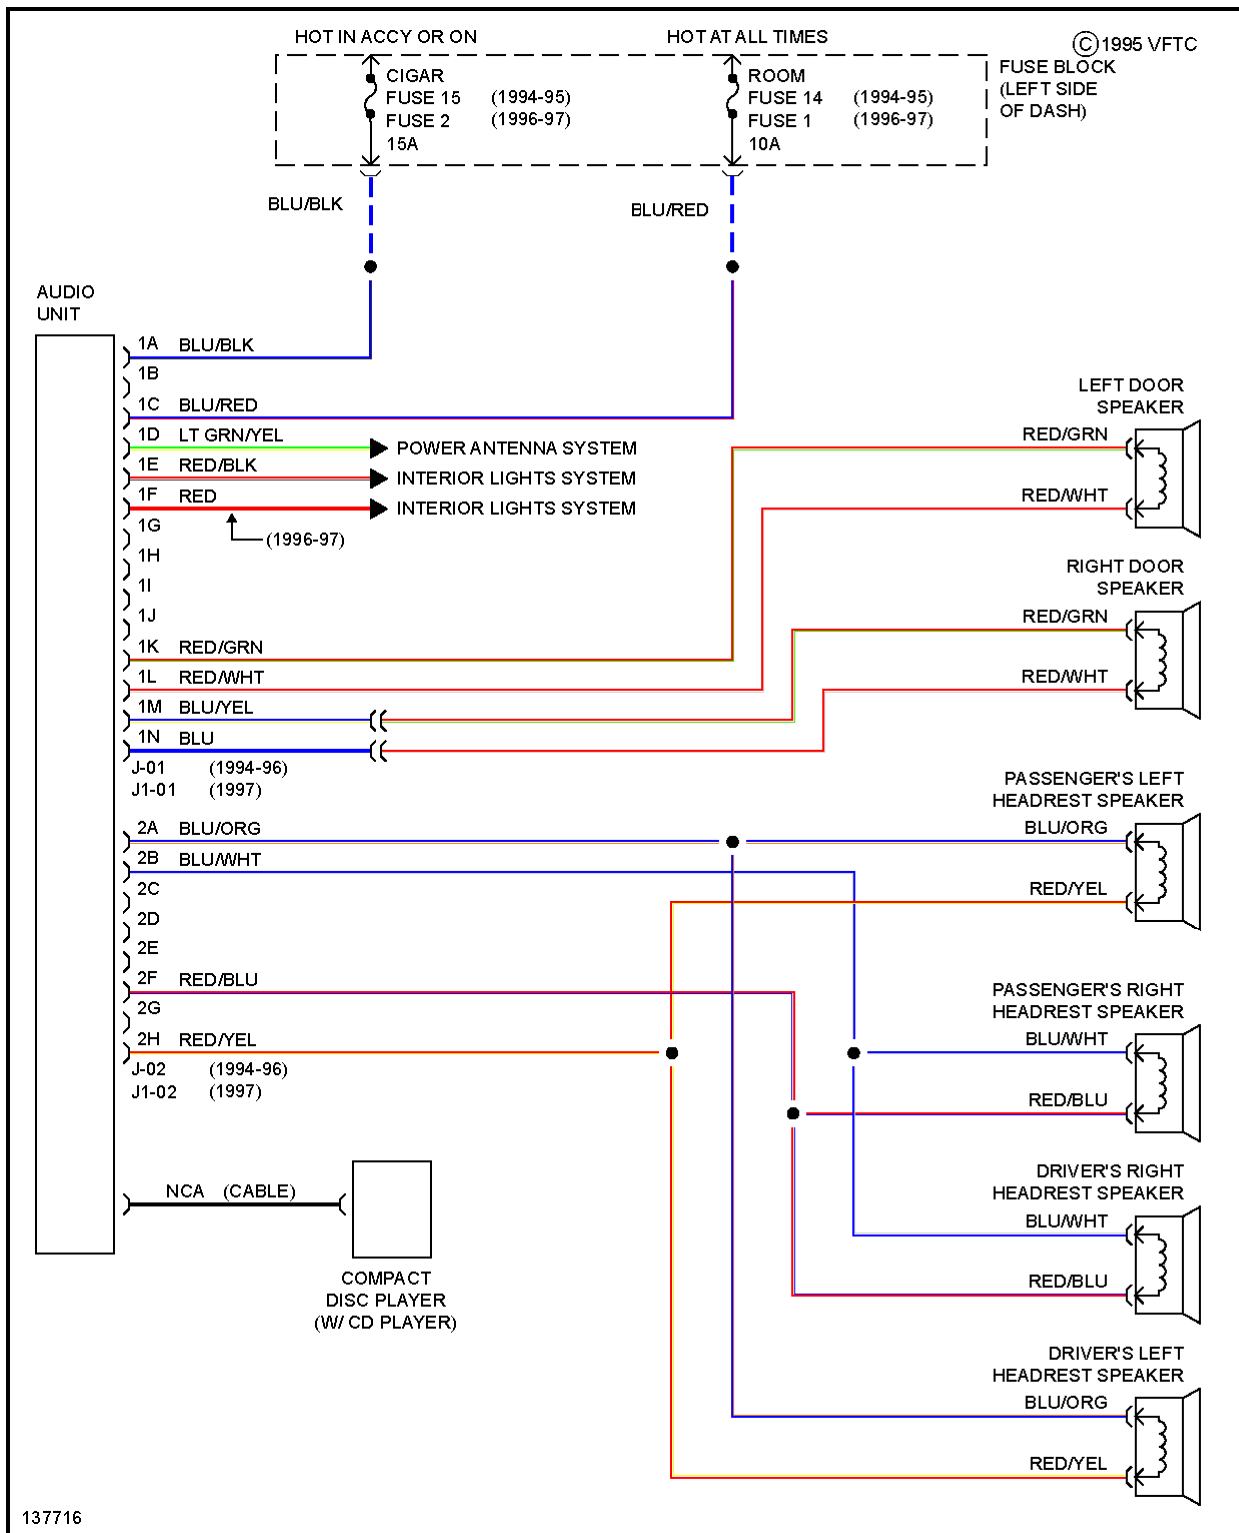 HOT IN ACCY OR ON
HOT AT ALL TIMES
© 1995 VFTC
CIGAR
FUSE 15 (1994-95)
FUSE 2 (1996-97)
15A
ROOM
FUSE 14 (1994-95)
FUSE 1 (1996-97)
10A
FUSE BLOCK
(LEFT SIDE
OF DASH)
BLU/BLK
BLU/RED
AUDIO
UNIT
1A BLU/BLK
1B
1C BLU/RED
1D LT GRN/YEL
POWER ANTENNA SYSTEM
1E RED/BLK
INTERIOR LIGHTS SYSTEM
1F RED
INTERIOR LIGHTS SYSTEM
1G
(1996-97)
1H
1I
1J
1K RED/GRN
1L RED/WHT
1M BLU/YEL
1N BLU
J-01 (1994-96)
J1-01 (1997)
2A BLU/ORG
2B BLU/WHT
2C
2D
2E
2F RED/BLU
2G
2H RED/YEL
J-02 (1994-96)
J1-02 (1997)
NCA (CABLE)
COMPACT
DISC PLAYER
(W/ CD PLAYER)
LEFT DOOR
SPEAKER
RED/GRN
RED/WHT
RIGHT DOOR
SPEAKER
RED/GRN
RED/WHT
PASSENGER'S LEFT
HEADREST SPEAKER
BLU/ORG
RED/YEL
PASSENGER'S RIGHT
HEADREST SPEAKER
BLU/WHT
RED/BLU
DRIVER'S RIGHT
HEADREST SPEAKER
BLU/WHT
RED/BLU
DRIVER'S LEFT
HEADREST SPEAKER
BLU/ORG
RED/YEL
137716